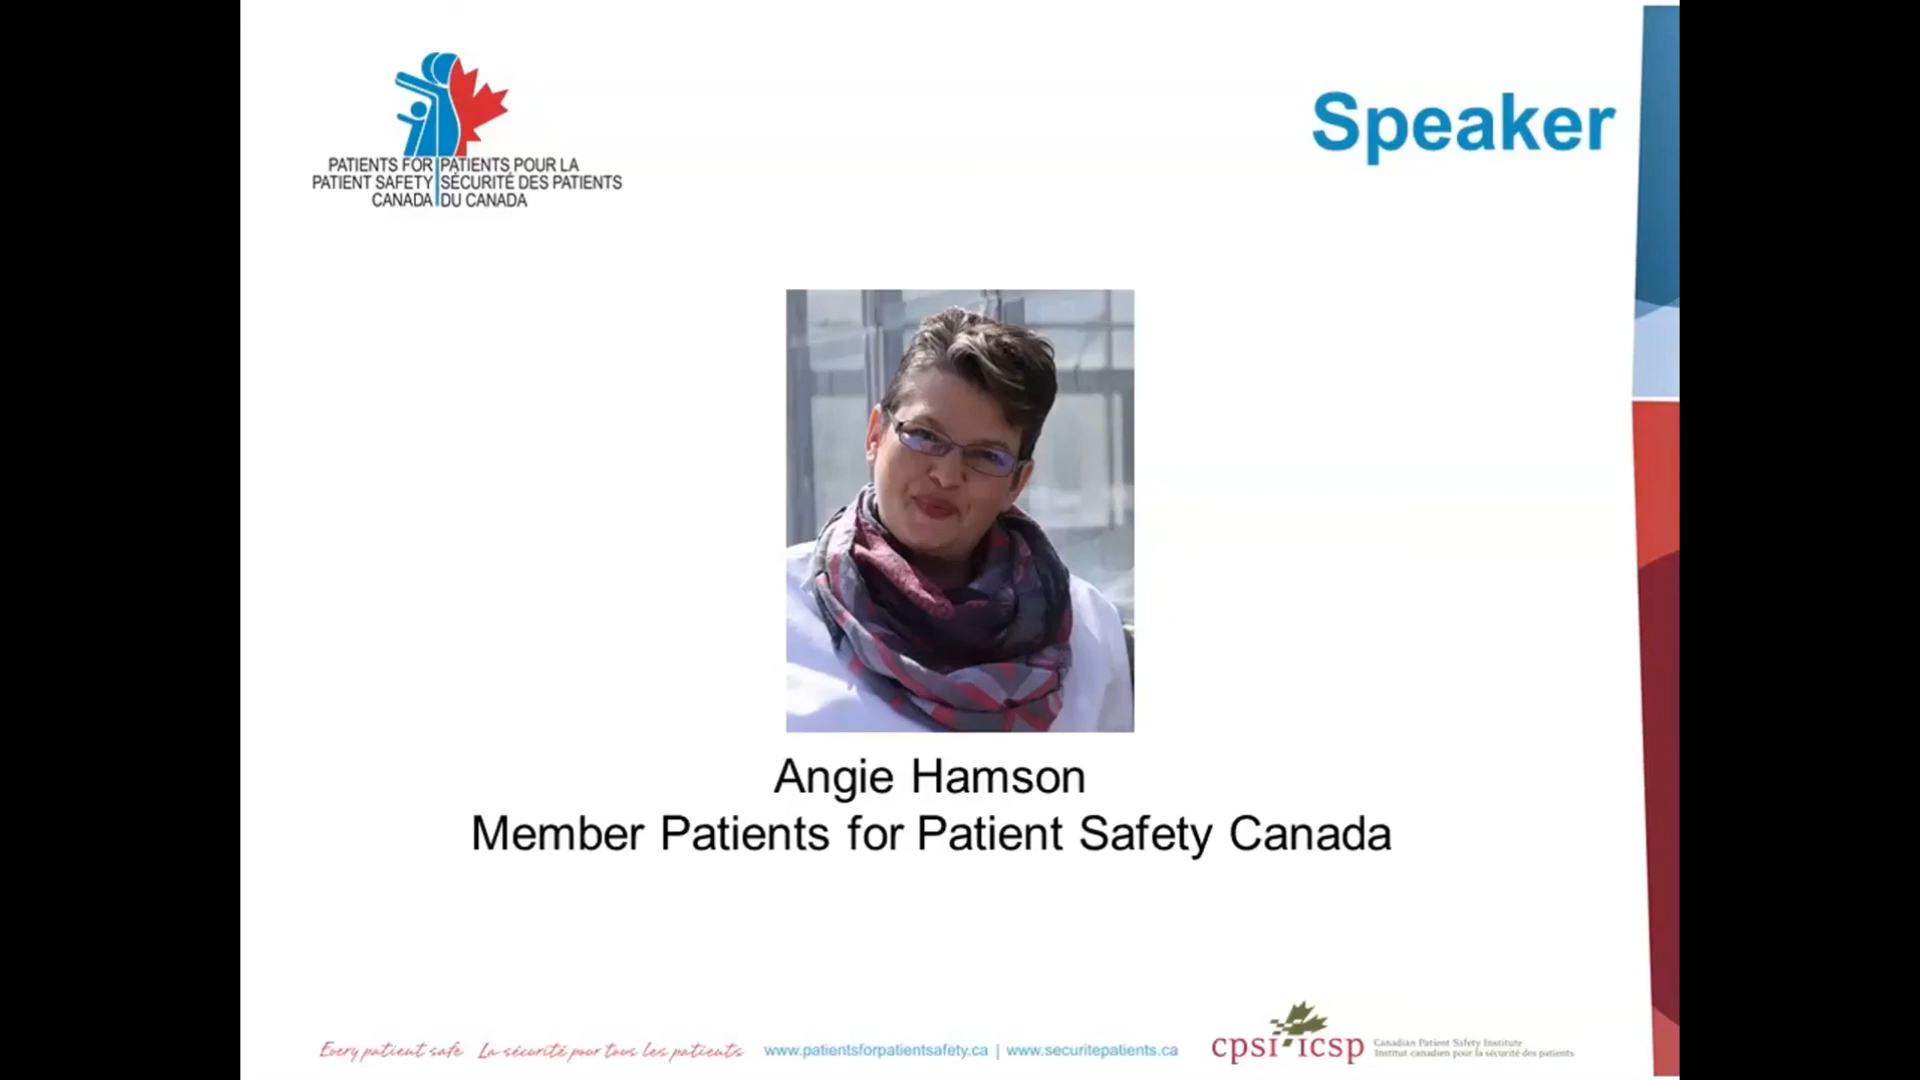 PATIENTS FOR PATIENTS POUR LA
PATIENT SAFETY SÉCURITÉ DES PATIENTS
CANADA DU CANADA
Speaker
Angie Hamson
Member Patients for Patient Safety Canada
Every patient safe La sécurité pour tous les patients
www.patientsforpatientsafety.ca | www.securitepatients.ca
cpsi icsp
Canadian Patient Safety Institute
Institut canadien pour la sécurité des patients